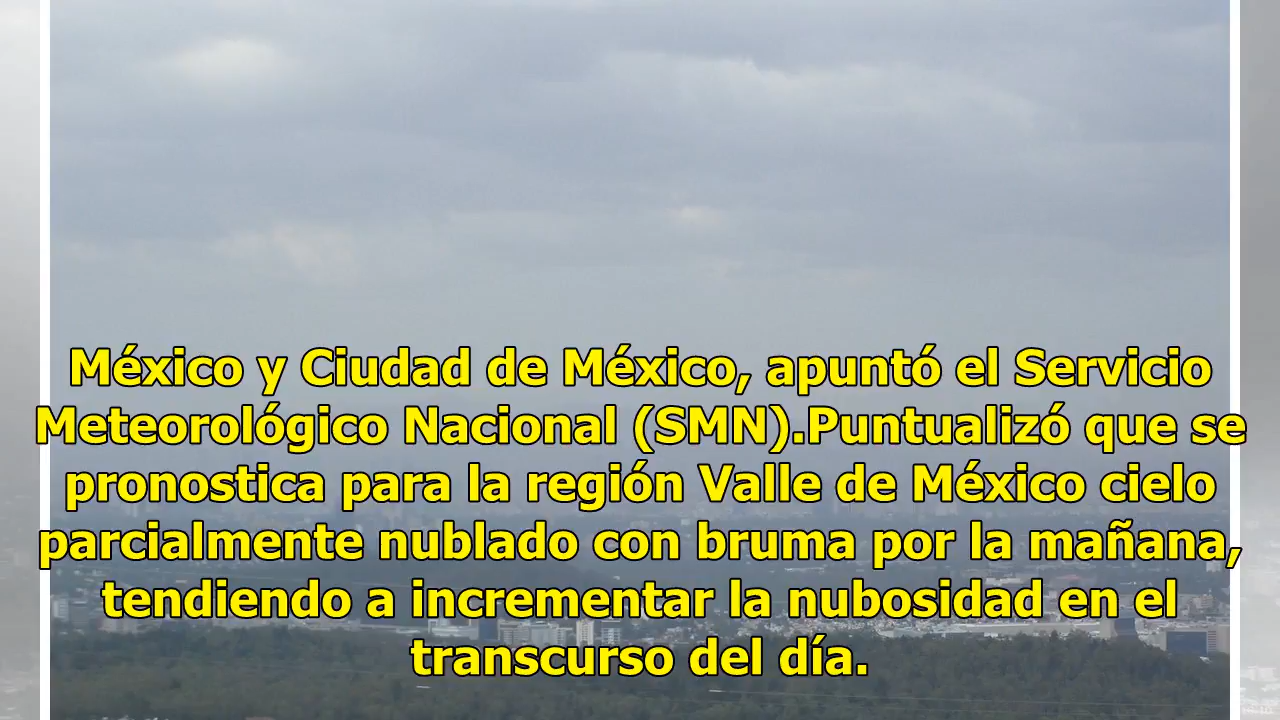 México y Ciudad de México, apuntó el Servicio
Meteorológico Nacional (SMN).Puntualizó que se
pronostica para la región Valle de México cielo
parcialmente nublado con bruma por la mañana,
tendiendo a incrementar la nubosidad en el
transcurso del día.